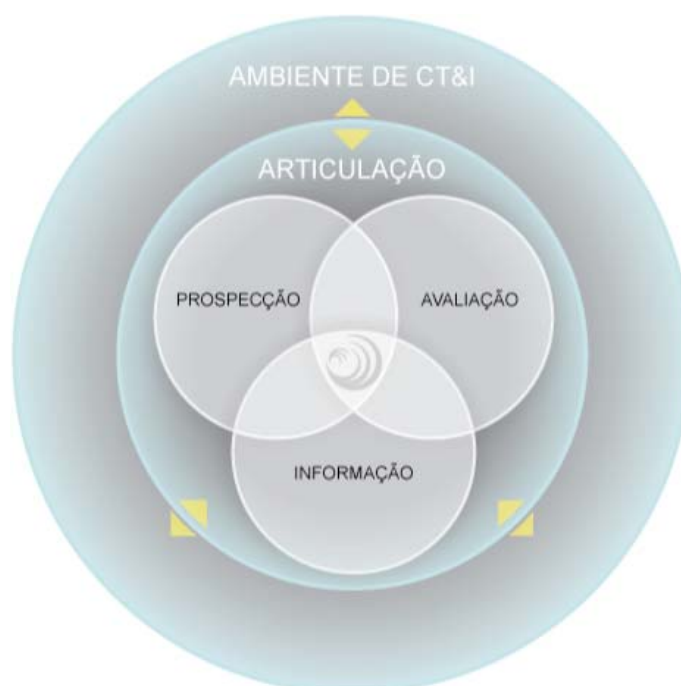 AMBIENTE DE CT&I
ARTICULAÇÃO
PROSPECÇÃO
AVALIAÇÃO
INFORMAÇÃO